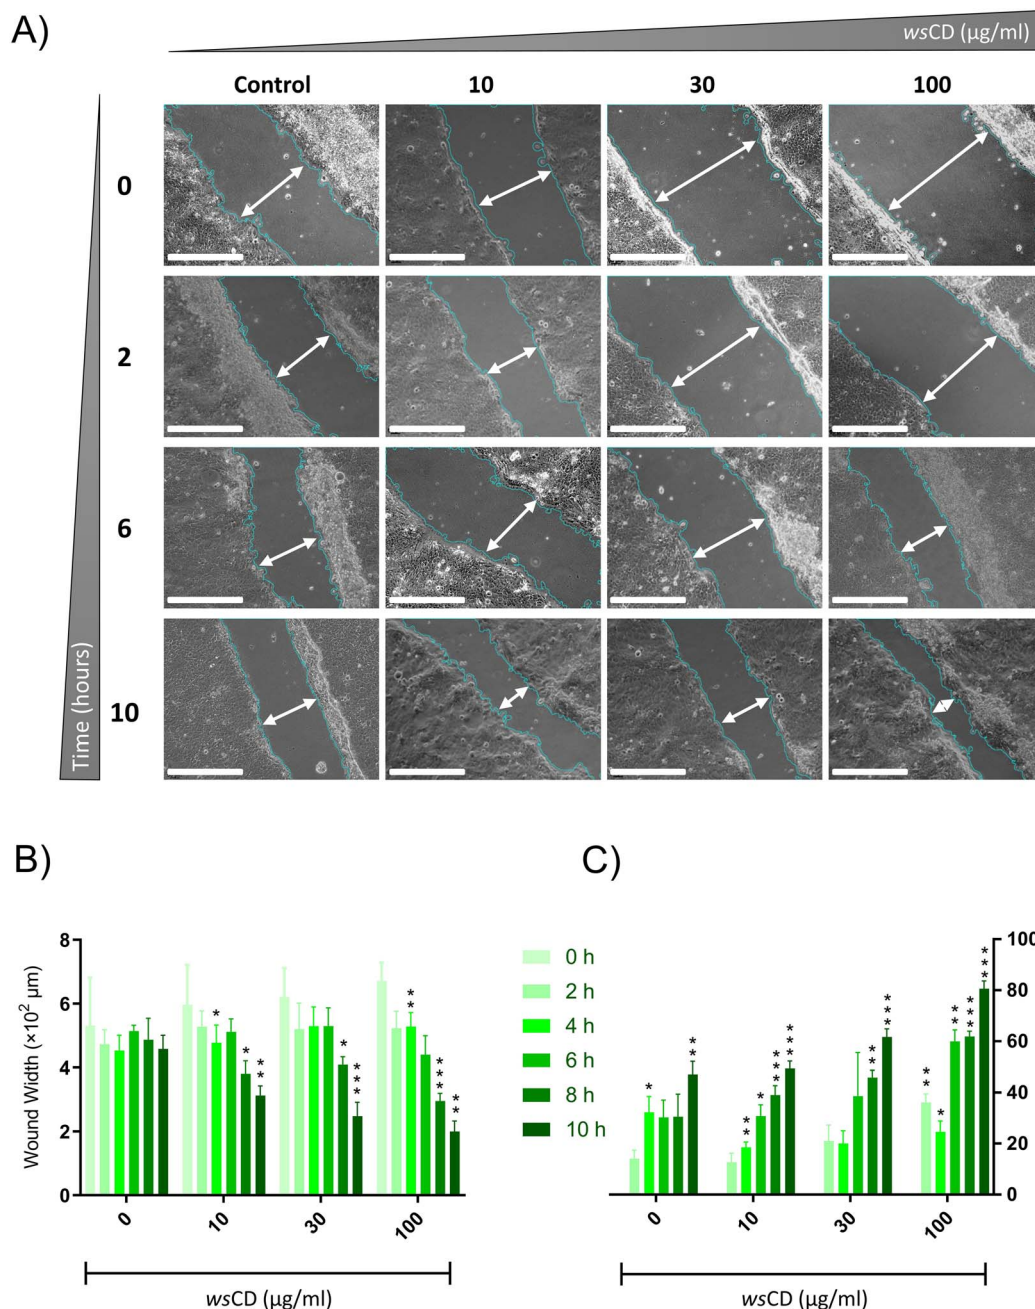 A)
wsCD (µg/ml)
Control 10 30 100
0
2
6
10
Time (hours)
B)
C)
Wound Width (×10² µm)
8
6
4
2
0
* * ** * *** ** *** **
0 10 30 100
wsCD (µg/ml)
0 h
2 h
4 h
6 h
8 h
10 h
100
80
60
40
20
0
* ** ** * *** *** ** *** ** * ** *** ***
0 10 30 100
wsCD (µg/ml)